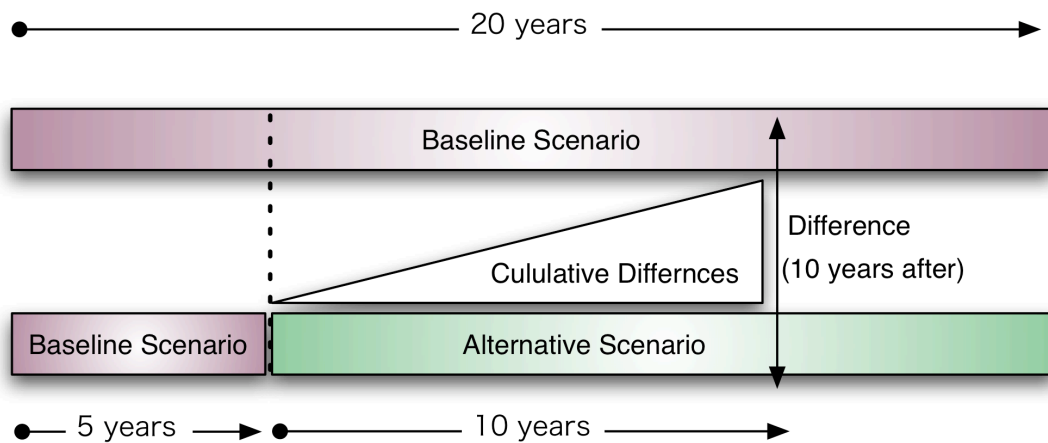 20 years
Baseline Scenario
Difference
(10 years after)
Cululative Differnces
Baseline Scenario
Alternative Scenario
5 years
10 years